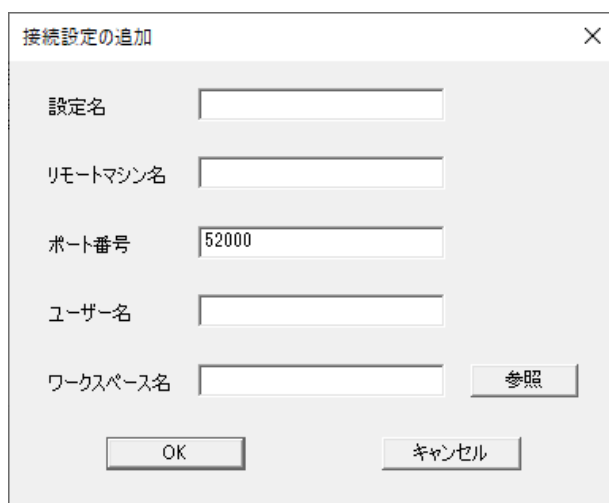 接続設定の追加
設定名
リモートマシン名
ポート番号 52000
ユーザー名
ワークスペース名 参照
OK キャンセル